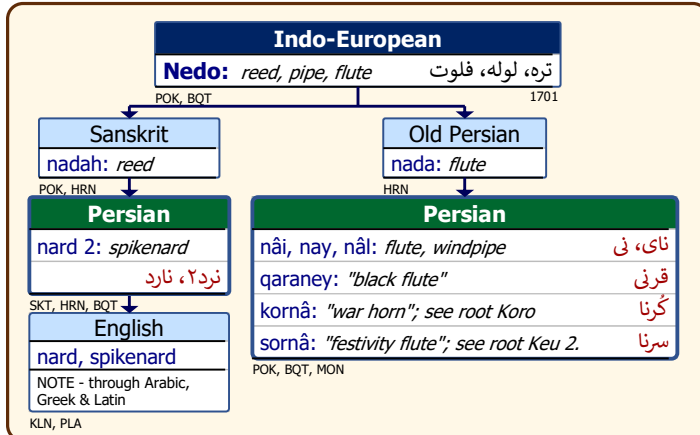 Indo-European
Nedo: reed, pipe, flute تره، لوله، فلوت
POK, BQT 1701
Sanskrit
nadah: reed
POK, HRN
Old Persian
nada: flute
HRN
Persian
nard 2: spikenard
نرد۲، نارد
SKT, HRN, BQT
English
nard, spikenard
NOTE - through Arabic,
Greek & Latin
KLN, PLA
Persian
nâi, nay, nâl: flute, windpipe نای، نی
qaraney: "black flute" قرنی
kornâ: "war horn"; see root Koro کُرنا
sornâ: "festivity flute"; see root Keu 2. سرنا
POK, BQT, MON